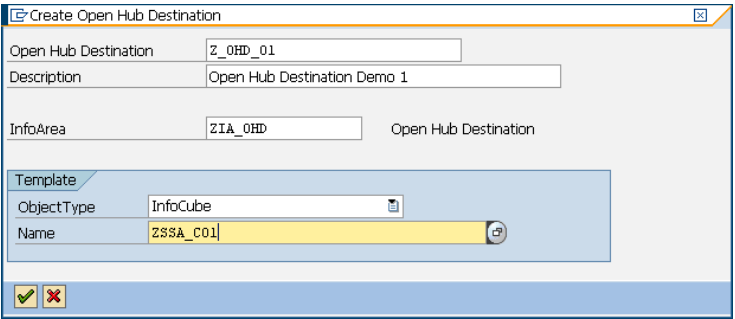 Create Open Hub Destination
Open Hub Destination Z_OHD_01
Description Open Hub Destination Demo 1
InfoArea ZIA_OHD Open Hub Destination
Template
ObjectType InfoCube
Name ZSSA_C01